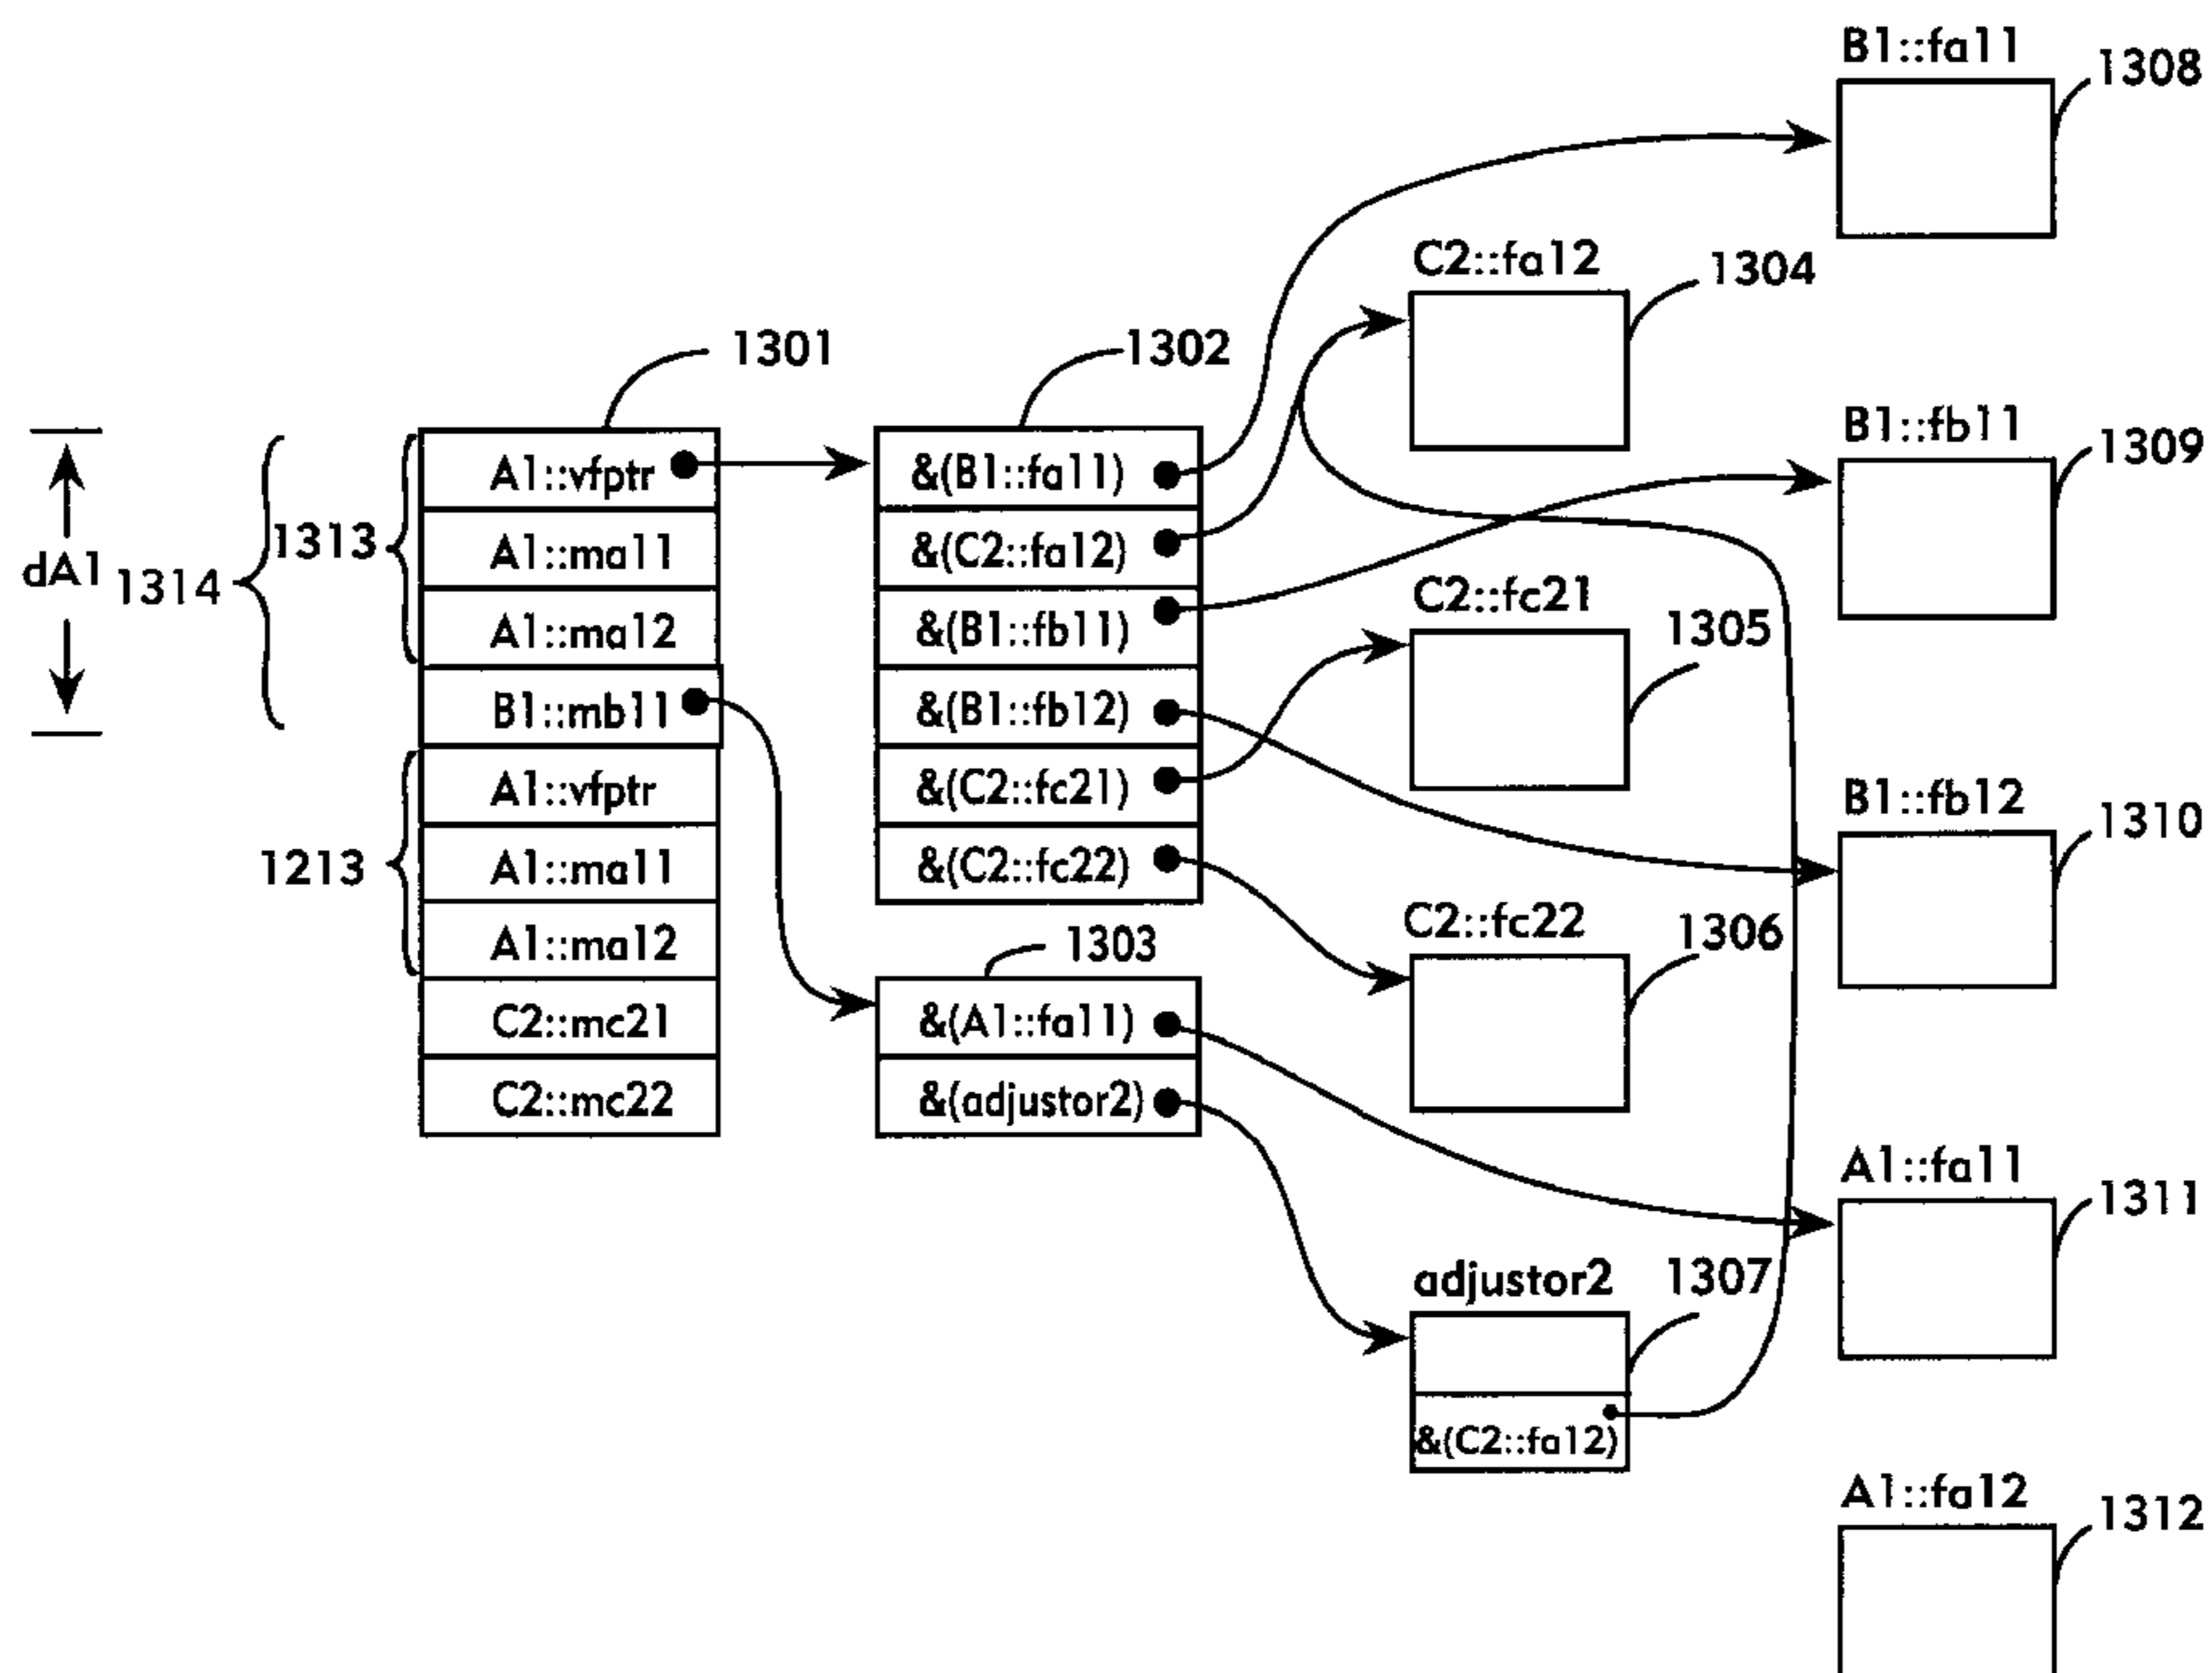 B1::fa11
1308
C2::fa12
1304
1301
1302
B1::fb11
1309
dA1
1314
1313
A1::vfptr
A1::ma11
A1::ma12
B1::mb11
1213
A1::vfptr
A1::ma11
A1::ma12
C2::mc21
C2::mc22
&(B1::fa11)
&(C2::fa12)
&(B1::fb11)
&(B1::fb12)
&(C2::fc21)
&(C2::fc22)
C2::fc21
1305
B1::fb12
1310
C2::fc22
1306
1303
&(A1::fa11)
&(adjustor2)
A1::fa11
1311
adjustor2
1307
&(C2::fa12)
A1::fa12
1312